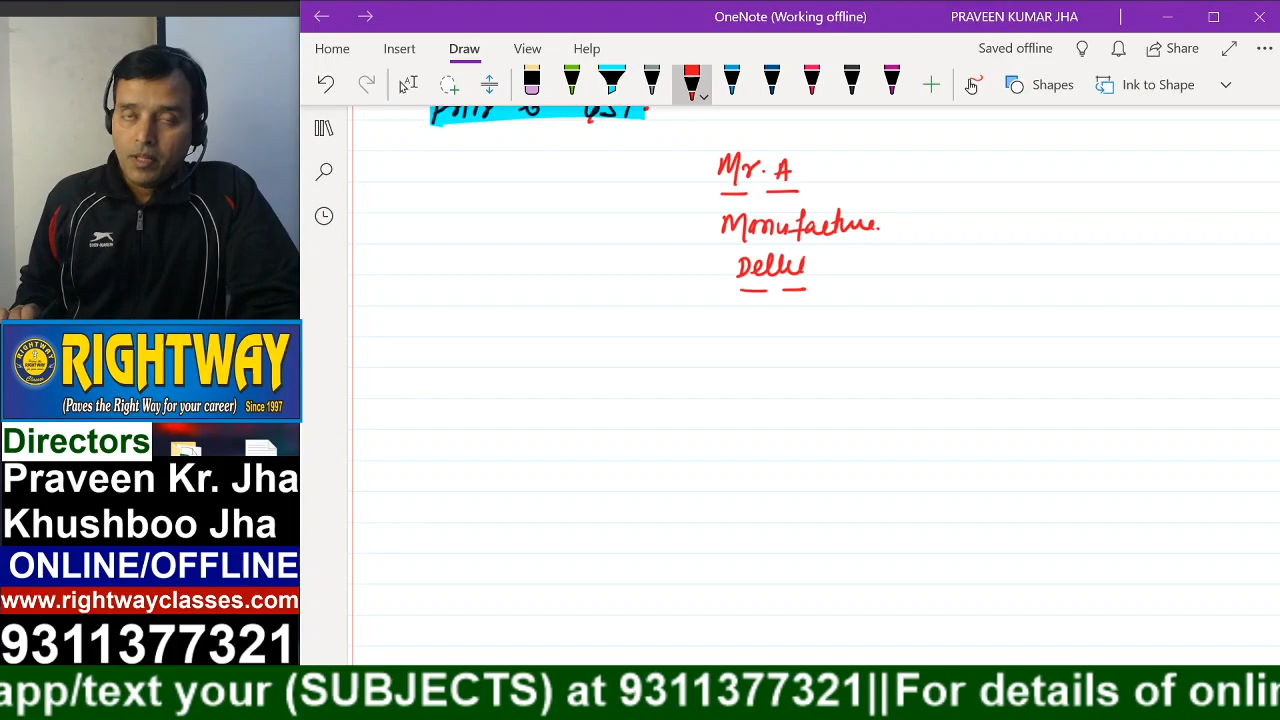 OneNote (Working offline)
PRAVEEN KUMAR JHA
Home Insert Draw View Help
Saved offline
Share
Shapes
Ink to Shape
GST
Mr. A
Manufacture.
Delhi
RIGHTWAY
(Paves the Right Way for your career) Since 1997
Directors
Praveen Kr. Jha
Khushboo Jha
ONLINE/OFFLINE
www.rightwayclasses.com
9311377321
app/text your (SUBJECTS) at 9311377321||For details of onli